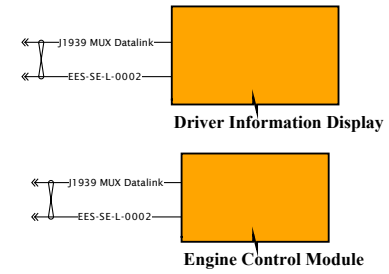 J1939 MUX Datalink
EES-SE-L-0002
Driver Information Display
J1939 MUX Datalink
EES-SE-L-0002
Engine Control Module